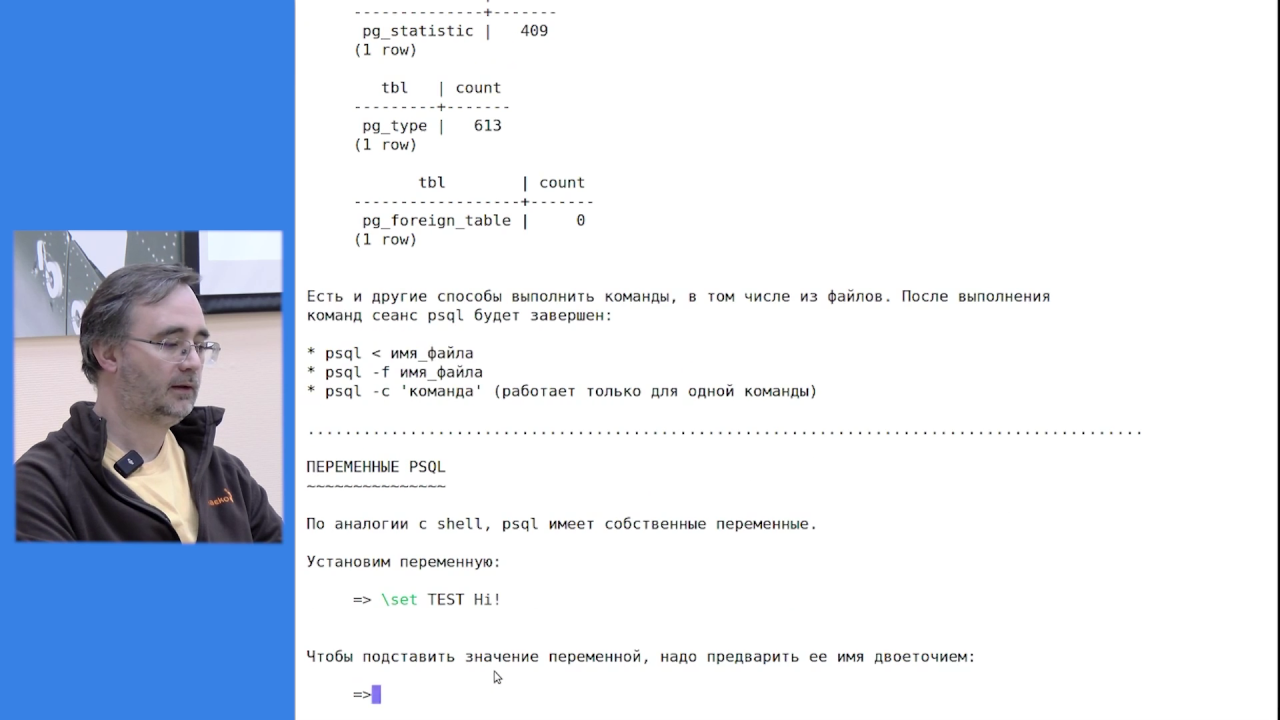 --------------+-------
pg_statistic | 409
(1 row)
tbl | count
---------+-------
pg_type | 613
(1 row)
tbl | count
------------------+-------
pg_foreign_table | 0
(1 row)
Есть и другие способы выполнить команды, в том числе из файлов. После выполнения
команд сеанс psql будет завершен:
* psql < имя_файла
* psql -f имя_файла
* psql -c 'команда' (работает только для одной команды)
..........................................................................................
ПЕРЕМЕННЫЕ PSQL
~~~~~~~~~~~~~~~
По аналогии с shell, psql имеет собственные переменные.
Установим переменную:
=> \set TEST Hi!
Чтобы подставить значение переменной, надо предварить ее имя двоеточием:
=>